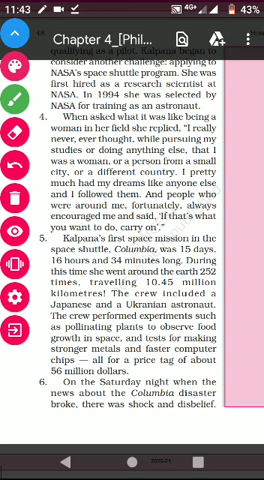 11:43 4G+ 43%
Chapter 4_[Phil...
qualifying as a pilot, Kalpana began to
consider another challenge: applying to
NASA's space shuttle program. She was
first hired as a research scientist at
NASA. In 1994 she was selected by
NASA for training as an astronaut.
4. When asked what it was like being a
woman in her field she replied, "I really
never, ever thought, while pursuing my
studies or doing anything else, that I
was a woman, or a person from a small
city, or a different country. I pretty
much had my dreams like anyone else
and I followed them. And people who
were around me, fortunately, always
encouraged me and said, 'If that's what
you want to do, carry on'."
5. Kalpana's first space mission in the
space shuttle, Columbia, was 15 days,
16 hours and 34 minutes long. During
this time she went around the earth 252
times, travelling 10.45 million
kilometres! The crew included a
Japanese and a Ukranian astronaut.
The crew performed experiments such
as pollinating plants to observe food
growth in space, and tests for making
stronger metals and faster computer
chips — all for a price tag of about
56 million dollars.
6. On the Saturday night when the
news about the Columbia disaster
broke, there was shock and disbelief.